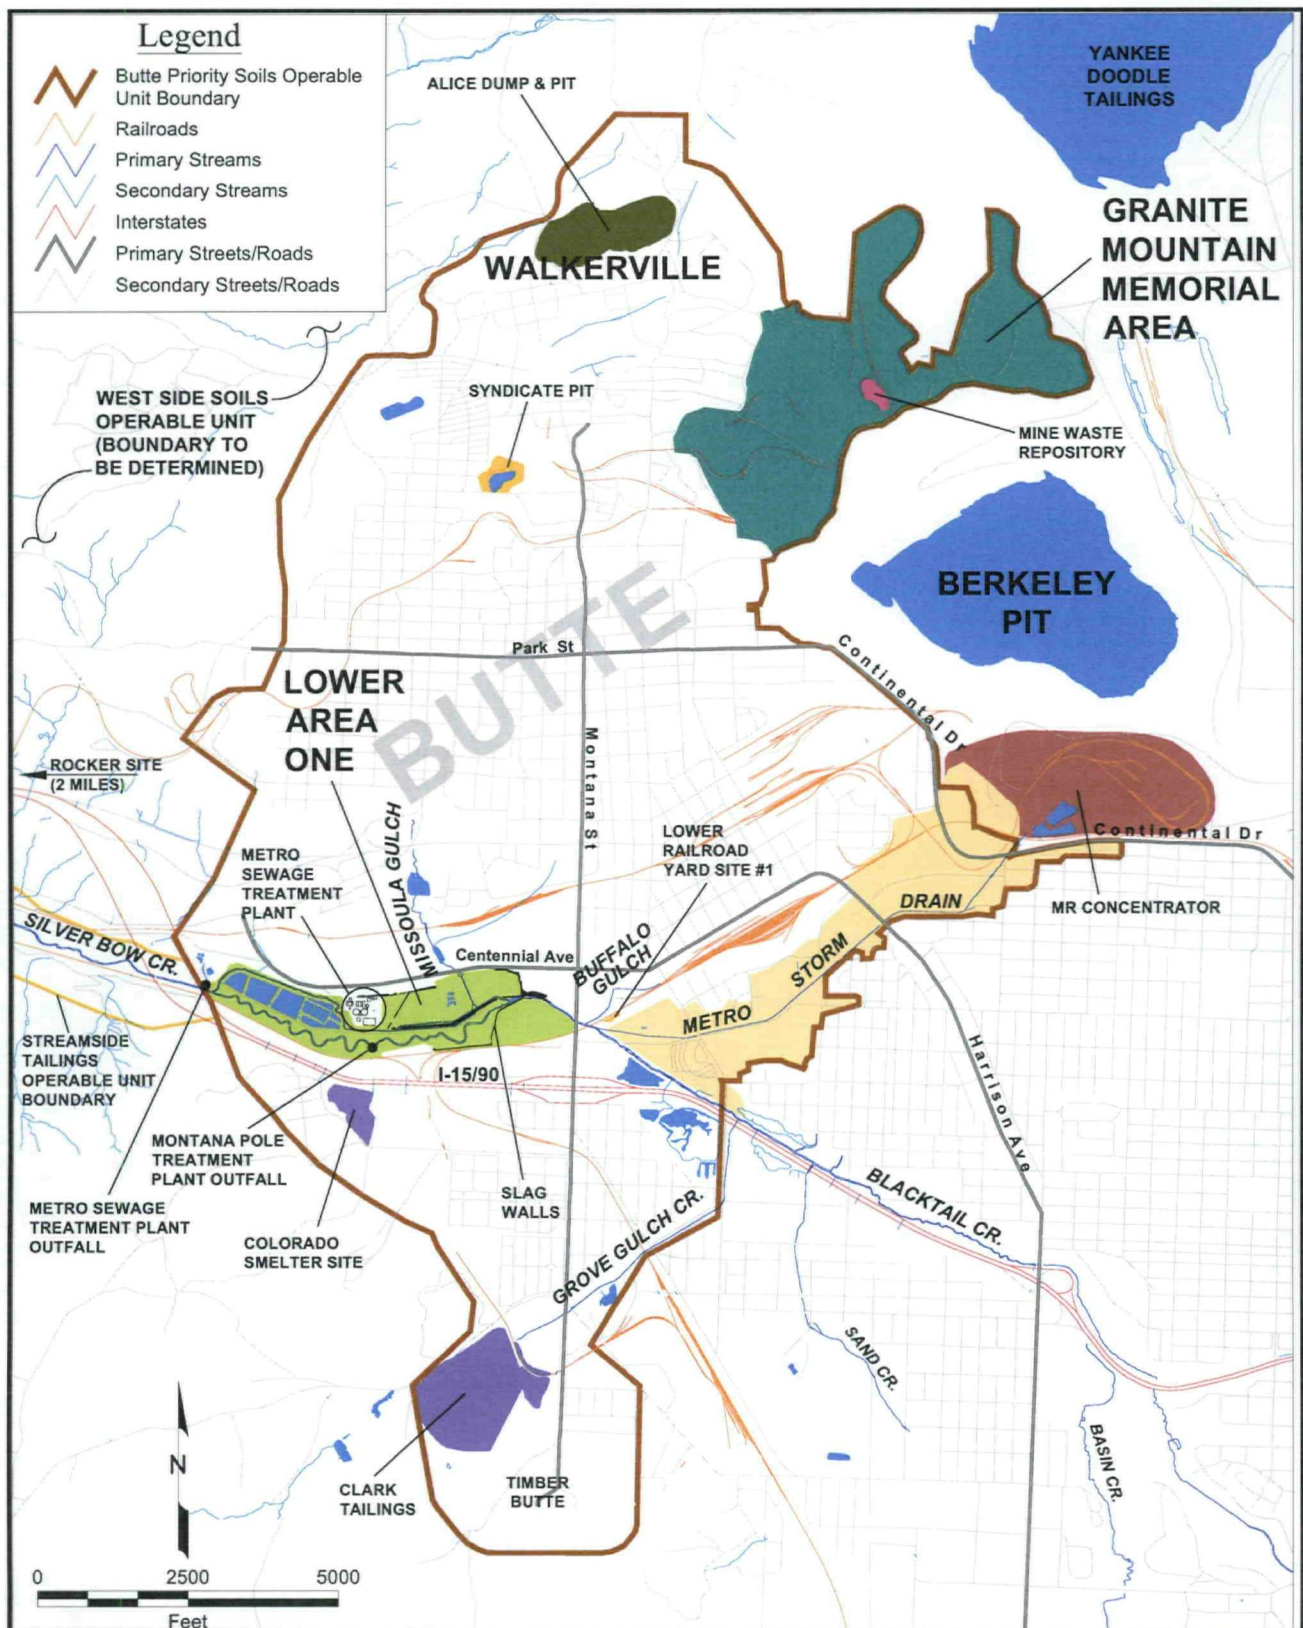 Legend
Butte Priority Soils Operable
Unit Boundary
Railroads
Primary Streams
Secondary Streams
Interstates
Primary Streets/Roads
Secondary Streets/Roads
YANKEE
DOODLE
TAILINGS
ALICE DUMP & PIT
WALKERVILLE
GRANITE
MOUNTAIN
MEMORIAL
AREA
WEST SIDE SOILS
OPERABLE UNIT
(BOUNDARY TO
BE DETERMINED)
SYNDICATE PIT
MINE WASTE
REPOSITORY
BERKELEY
PIT
BUTTE
Park St
Continental Dr
LOWER
AREA
ONE
Montana St
ROCKER SITE
(2 MILES)
MISSOULA GULCH
LOWER
RAILROAD
YARD SITE #1
Continental Dr
METRO
SEWAGE
TREATMENT
PLANT
DRAIN
MR CONCENTRATOR
SILVER BOW CR.
Centennial Ave
BUFFALO
GULCH
STORM
METRO
STREAMSIDE
TAILINGS
OPERABLE UNIT
BOUNDARY
I-15/90
Harrison Ave
MONTANA POLE
TREATMENT
PLANT OUTFALL
SLAG
WALLS
BLACKTAIL CR.
METRO SEWAGE
TREATMENT PLANT
OUTFALL
COLORADO
SMELTER SITE
GROVE GULCH CR.
SAND CR.
BASIN CR.
N
CLARK
TAILINGS
TIMBER
BUTTE
0 2500 5000
Feet